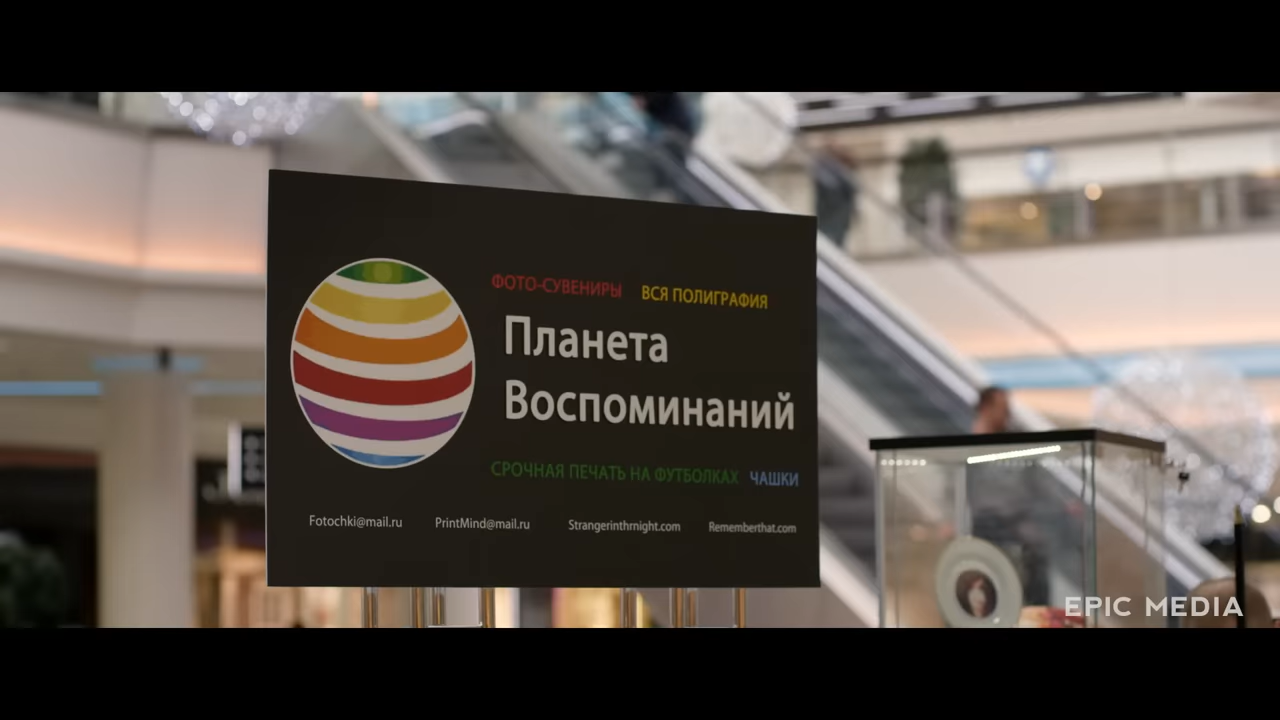 ФОТО-СУВЕНИРЫ ВСЯ ПОЛИГРАФИЯ
Планета
Воспоминаний
СРОЧНАЯ ПЕЧАТЬ НА ФУТБОЛКАХ ЧАШКИ
Fotochki@mail.ru PrintMind@mail.ru Strangerinthrnight.com Rememberthat.com
EPIC MEDIA